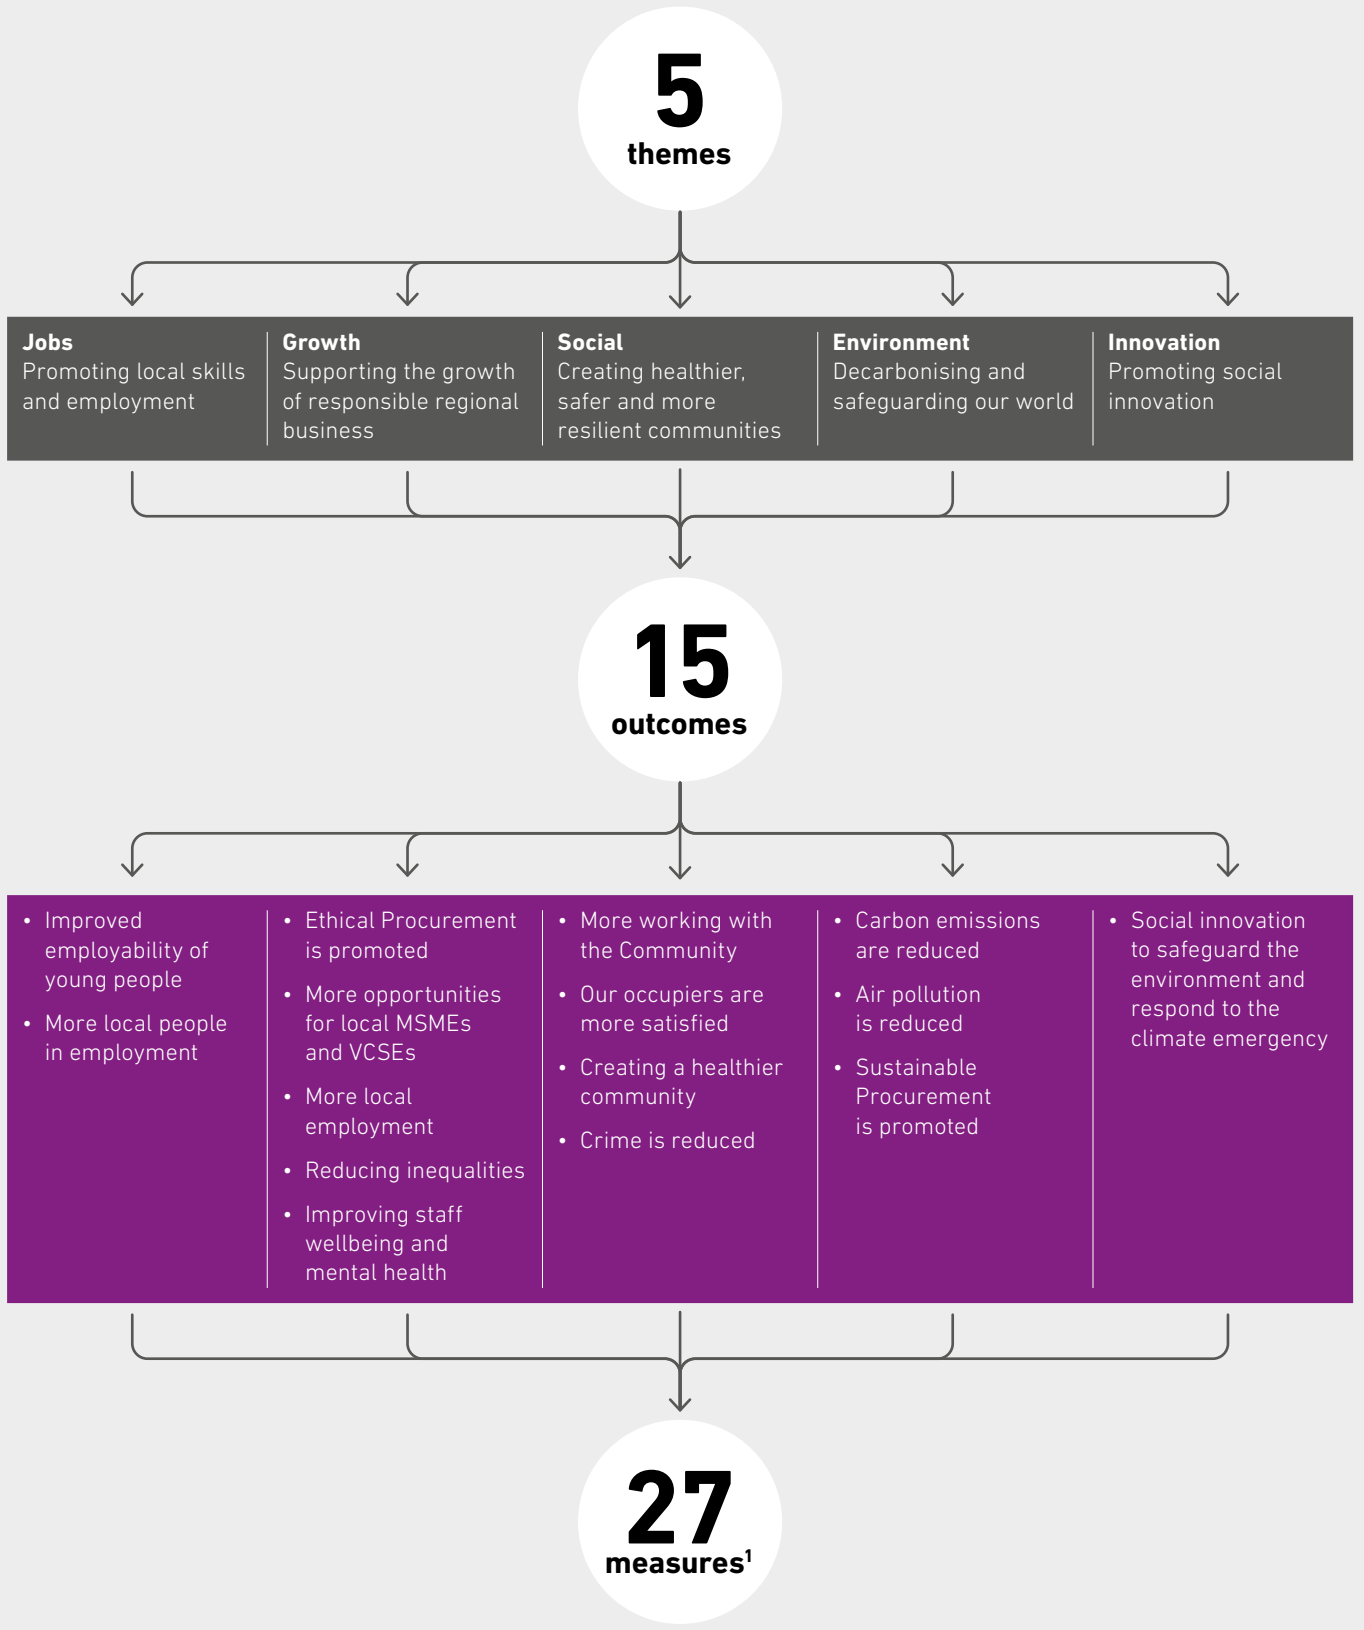 5
themes
Jobs
Promoting local skills
and employment
Growth
Supporting the growth
of responsible regional
business
Social
Creating healthier,
safer and more
resilient communities
Environment
Decarbonising and
safeguarding our world
Innovation
Promoting social
innovation
15
outcomes
• Improved
employability of
young people
• More local people
in employment
• Ethical Procurement
is promoted
• More opportunities
for local MSMEs
and VCSEs
• More local
employment
• Reducing inequalities
• Improving staff
wellbeing and
mental health
• More working with
the Community
• Our occupiers are
more satisfied
• Creating a healthier
community
• Crime is reduced
• Carbon emissions
are reduced
• Air pollution
is reduced
• Sustainable
Procurement
is promoted
• Social innovation
to safeguard the
environment and
respond to the
climate emergency
27
measures¹